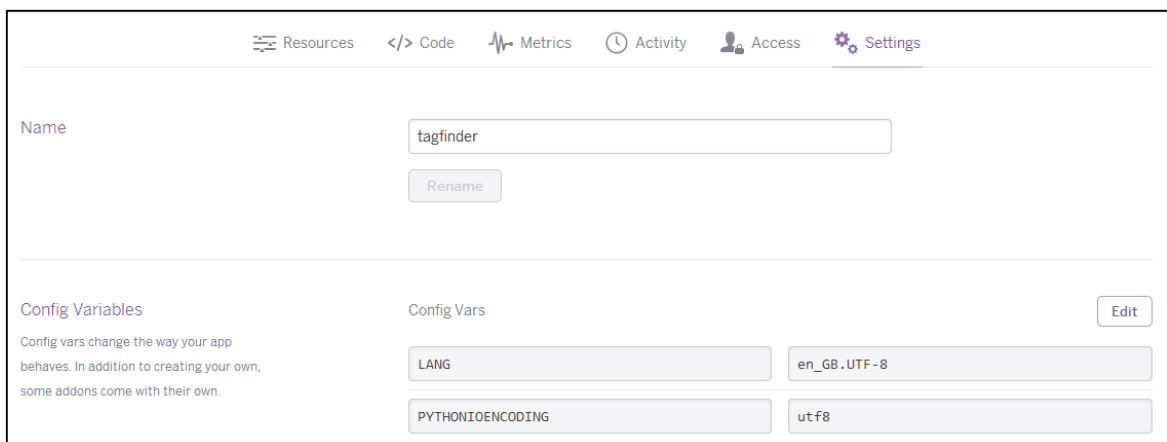 Resources </> Code Metrics Activity Access Settings
Name
tagfinder
Rename
Config Variables
Config Vars
Edit
Config vars change the way your app
behaves. In addition to creating your own,
some addons come with their own.
LANG en_GB.UTF-8
PYTHONIOENCODING utf8